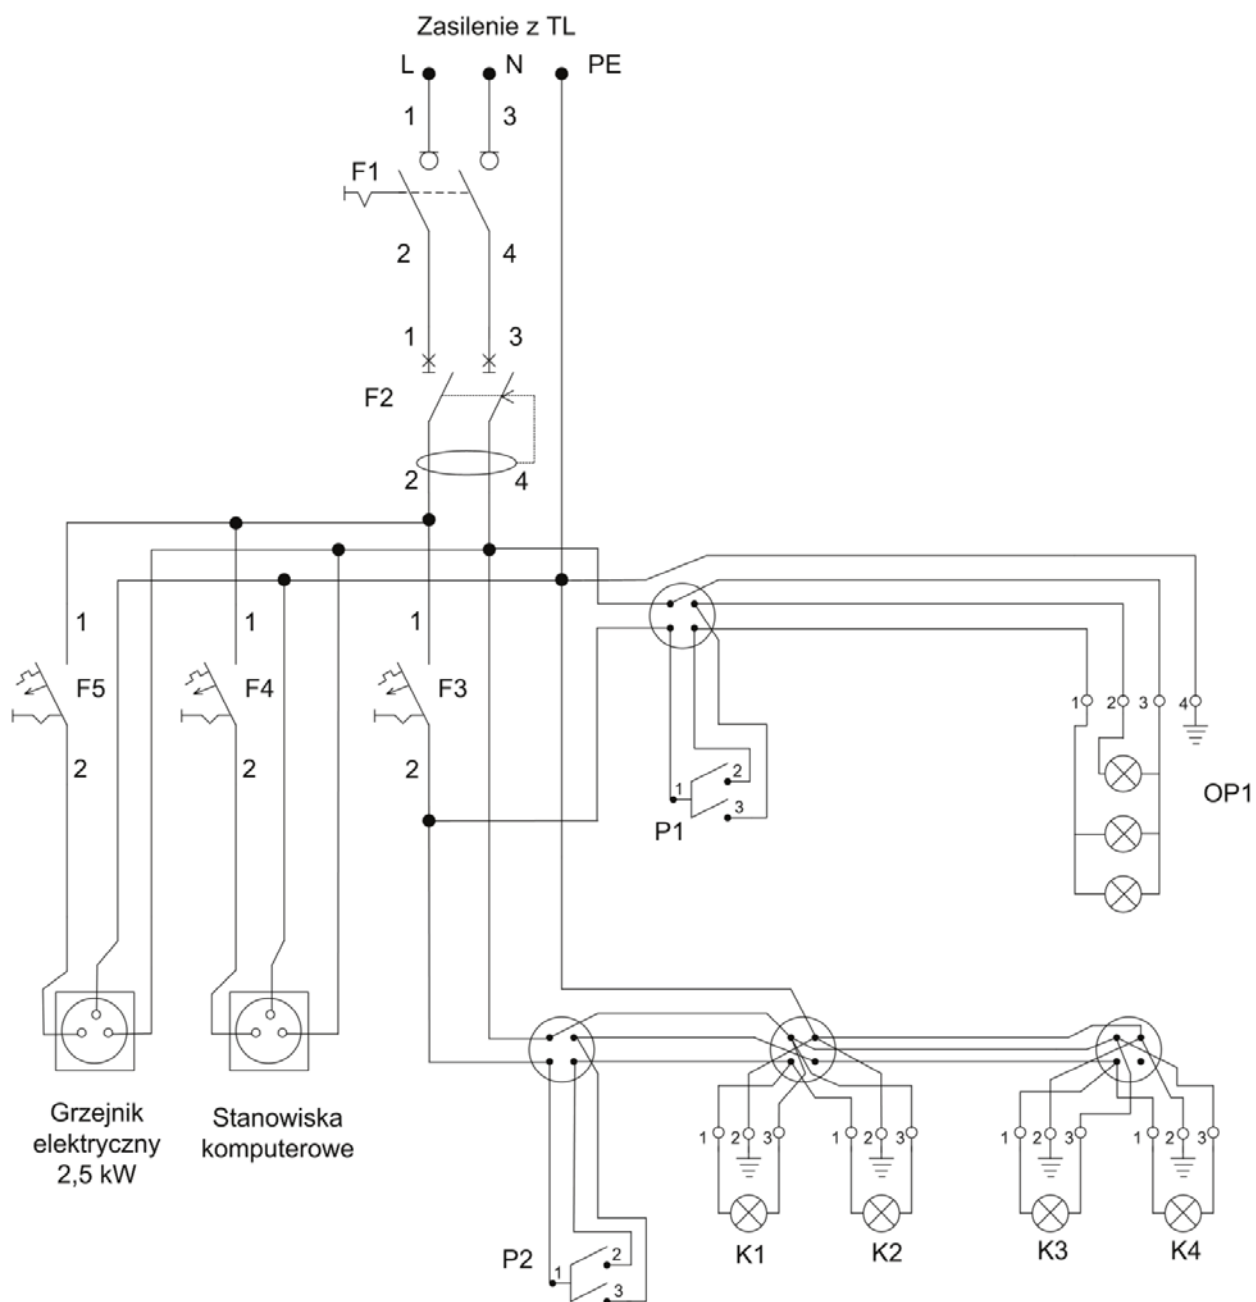 Zasilenie z TL
L N PE
1 3
F1
2 4
1 3
F2
2 4
1 1 1
F5 F4 F3
1 2 3 4
2 2 2
1 2
3
P1
OP1
Grzejnik
elektryczny
2,5 kW
Stanowiska
komputerowe
1 2 3 1 2 3 1 2 3 1 2 3
K1 K2 K3 K4
P2
1 2
3